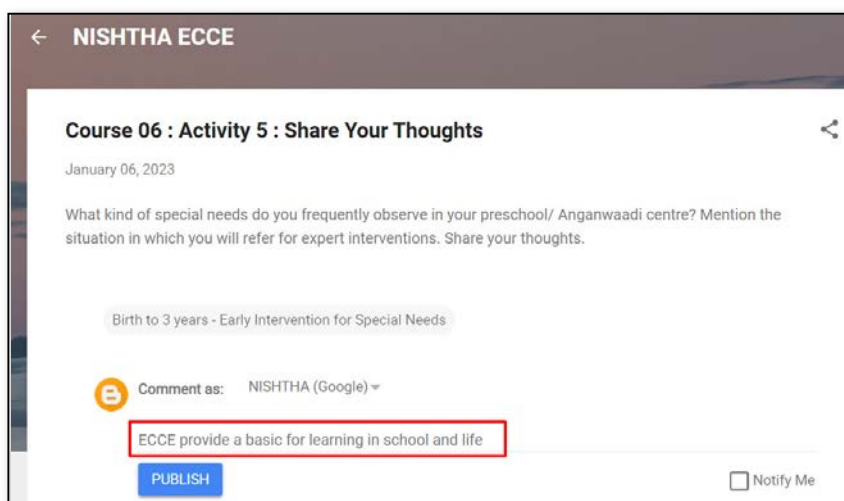 ← NISHTHA ECCE
Course 06 : Activity 5 : Share Your Thoughts
January 06, 2023
What kind of special needs do you frequently observe in your preschool/ Anganwaadi centre? Mention the
situation in which you will refer for expert interventions. Share your thoughts.
Birth to 3 years - Early Intervention for Special Needs
Comment as: NISHTHA (Google)
ECCE provide a basic for learning in school and life
PUBLISH Notify Me